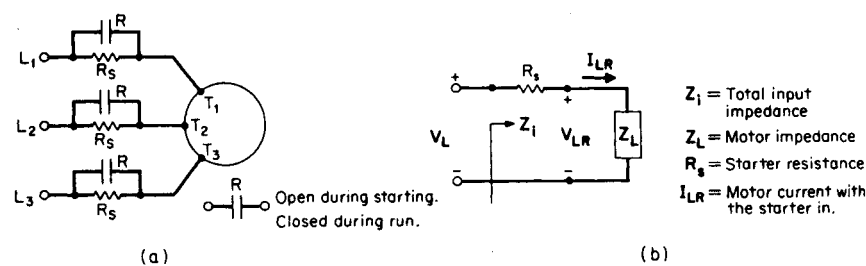 R
L1
Rs
T1
R
L2
Rs
T2
R
L3
Rs
T3
R
Open during starting.
Closed during run.
(a)
Rs
ILR
+
+
VL
Zi
VLR
ZL
−
−
Zi = Total input
impedance
ZL = Motor impedance
Rs = Starter resistance
ILR = Motor current with
the starter in.
(b)